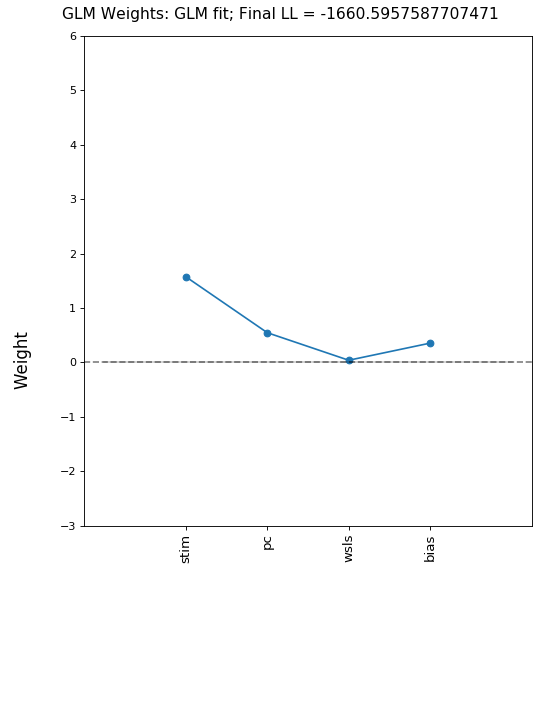 GLM Weights: GLM fit; Final LL = -1660.5957587707471
6
5
4
3
2
1
0
−1
−2
−3
Weight
stim
pc
wsls
bias